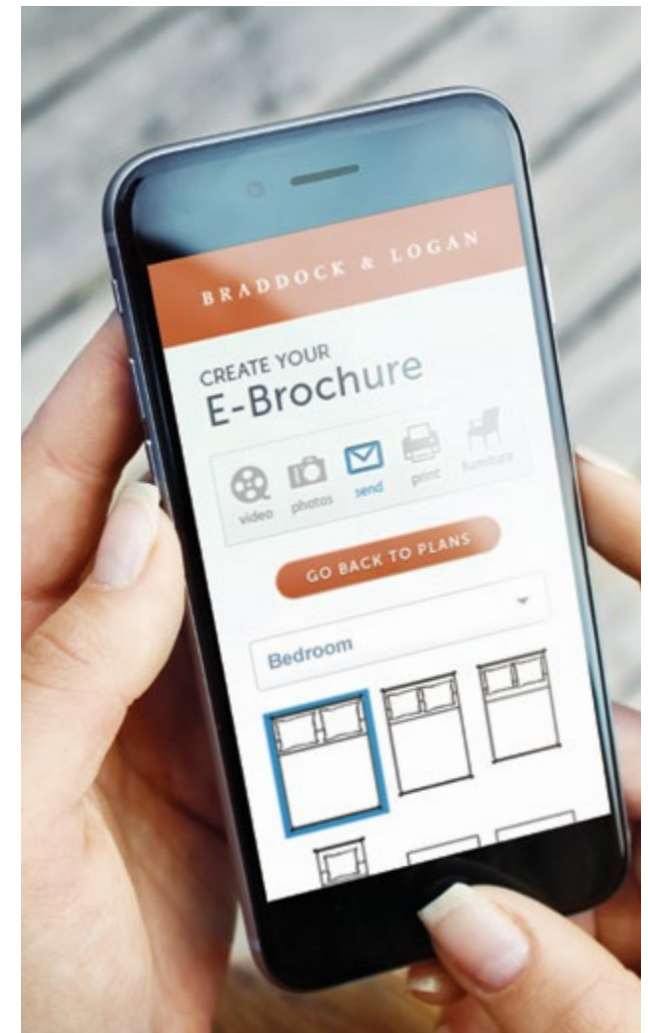 BRADDOCK & LOGAN
CREATE YOUR
E-Brochure
video photos send print furniture
GO BACK TO PLANS
Bedroom